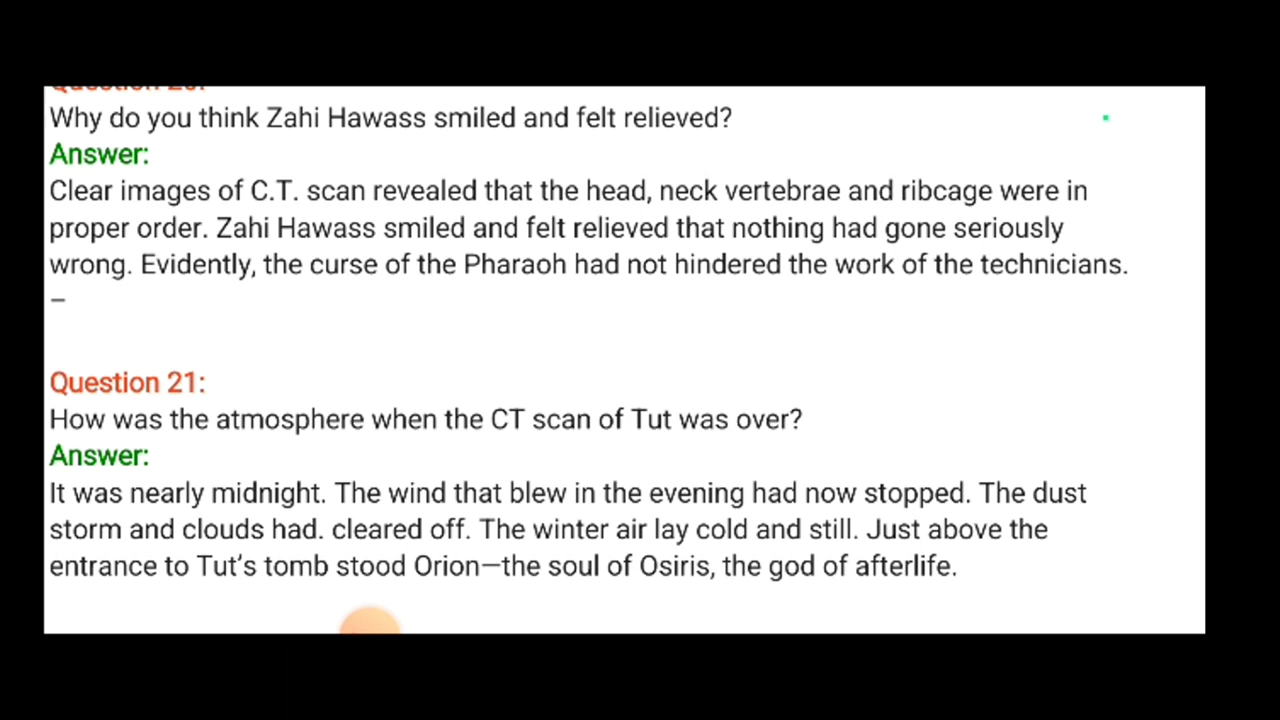 Question 20:
Why do you think Zahi Hawass smiled and felt relieved?
Answer:
Clear images of C.T. scan revealed that the head, neck vertebrae and ribcage were in
proper order. Zahi Hawass smiled and felt relieved that nothing had gone seriously
wrong. Evidently, the curse of the Pharaoh had not hindered the work of the technicians.
–
Question 21:
How was the atmosphere when the CT scan of Tut was over?
Answer:
It was nearly midnight. The wind that blew in the evening had now stopped. The dust
storm and clouds had. cleared off. The winter air lay cold and still. Just above the
entrance to Tut’s tomb stood Orion—the soul of Osiris, the god of afterlife.